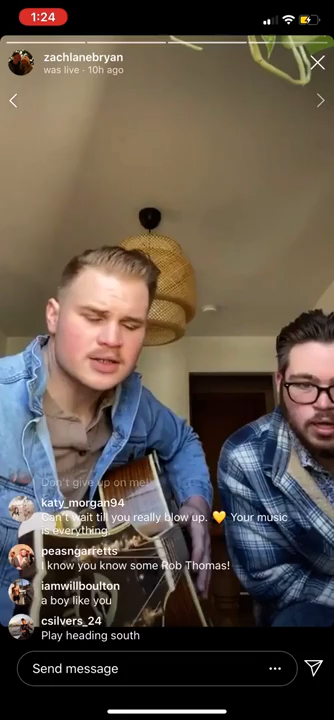 1:24
zachlanebryan
was live · 10h ago
Don't give up on me!
katy_morgan94
Can't wait till you really blow up. 💛 Your music
is everything.
peasngarretts
I know you know some Rob Thomas!
iamwillboulton
a boy like you
csilvers_24
Play heading south
Send message